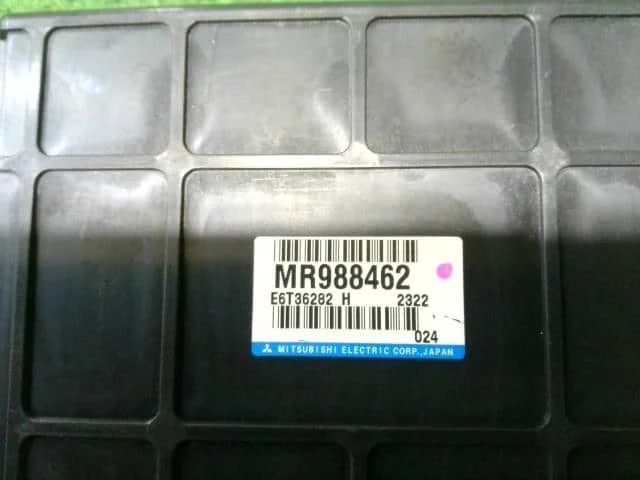 MR988462
E6T36282 H 2322
024
MITSUBISHI ELECTRIC CORP.,JAPAN